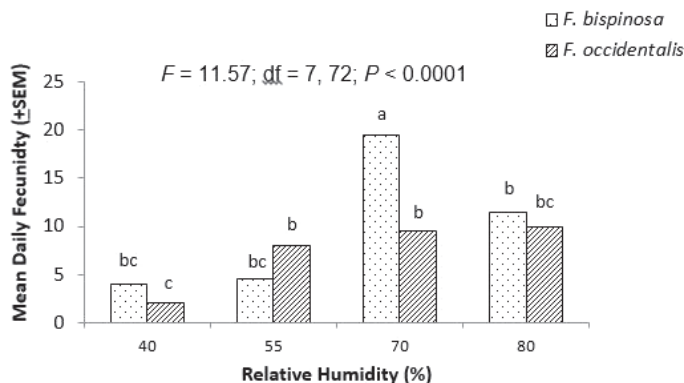 F. bispinosa
F. occidentalis
F = 11.57; df = 7, 72; P < 0.0001
Mean Daily Fecunidty (±SEM)
25
20
15
10
5
0
bc
c
bc
b
a
b
b
bc
40
55
70
80
Relative Humidity (%)